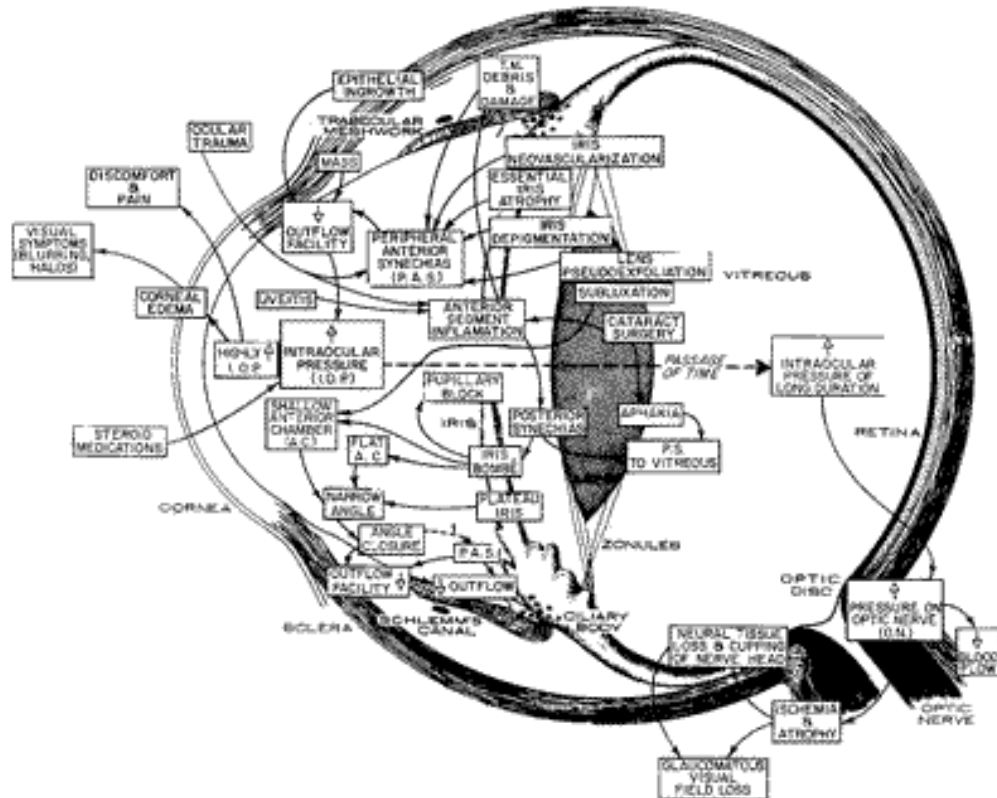 EPITHELIAL
INGROWTH
T.M.
DEBRIS
&
DAMAGE
TRABECULAR
MESHWORK
OCULAR
TRAUMA
MASS
IRIS
NEOVASCULARIZATION
ESSENTIAL
IRIS
ATROPHY
DISCOMFORT
&
PAIN
OUTFLOW
FACILITY
PERIPHERAL
ANTERIOR
SYNECHIAS
(P.A.S.)
IRIS
DEPIGMENTATION
VISUAL
SYMPTOMS
(BLURRING,
HALOS)
LENS
PSEUDOEXFOLIATION
VITREOUS
SUBLUXATION
CORNEAL
EDEMA
UVEITIS
ANTERIOR
SEGMENT
INFLAMATION
CATARACT
SURGERY
HIGHLY
I.O.P.
INTRAOCULAR
PRESSURE
(I.O.P.)
PASSAGE
OF TIME
INTRAOCULAR
PRESSURE OF
LONG DURATION
PUPILLARY
BLOCK
SHALLOW
ANTERIOR
CHAMBER
(A.C.)
IRIS
POSTERIOR
SYNECHIAS
APHAKIA
STEROID
MEDICATIONS
FLAT
A.C.
IRIS
BOMBÉ
P.S.
TO VITREOUS
RETINA
NARROW
ANGLE
PLATEAU
IRIS
CORNEA
ANGLE
CLOSURE
P.A.S.
ZONULES
OUTFLOW
FACILITY
OUTFLOW
SCHLEMM'S
CANAL
SCLERA
CILIARY
BODY
OPTIC
DISC
PRESSURE ON
OPTIC NERVE
(O.N.)
NEURAL TISSUE
LOSS & CUPPING
OF NERVE HEAD
BLOOD
FLOW
ISCHEMIA
&
ATROPHY
OPTIC
NERVE
GLAUCOMATOUS
VISUAL
FIELD LOSS